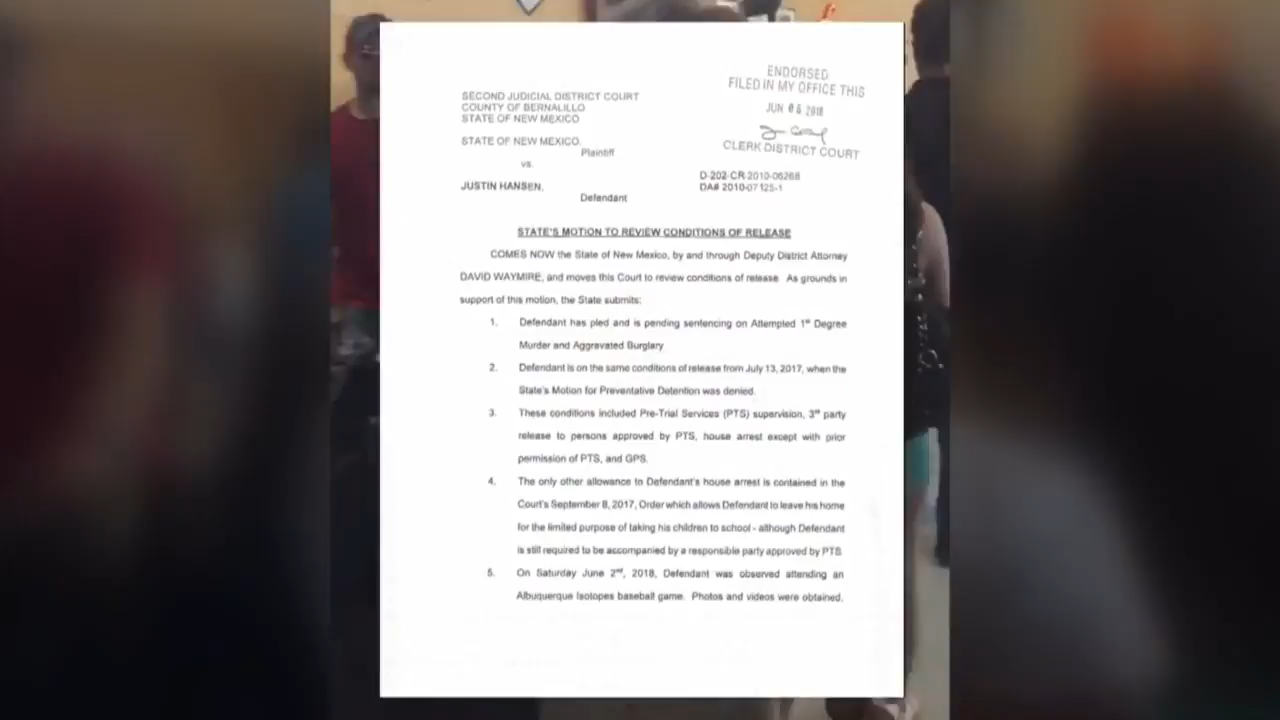 ENDORSED
FILED IN MY OFFICE THIS
JUN 05 2018
CLERK DISTRICT COURT
SECOND JUDICIAL DISTRICT COURT
COUNTY OF BERNALILLO
STATE OF NEW MEXICO
STATE OF NEW MEXICO,
Plaintiff
vs.
JUSTIN HANSEN,
Defendant
D-202-CR-2010-06268
DA# 2010-07125-1
STATE'S MOTION TO REVIEW CONDITIONS OF RELEASE
COMES NOW the State of New Mexico, by and through Deputy District Attorney
DAVID WAYMIRE, and moves this Court to review conditions of release. As grounds in
support of this motion, the State submits:
1. Defendant has pled and is pending sentencing on Attempted 1st Degree
Murder and Aggravated Burglary
2. Defendant is on the same conditions of release from July 13, 2017, when the
State's Motion for Preventative Detention was denied.
3. These conditions included Pre-Trial Services (PTS) supervision, 3rd party
release to persons approved by PTS, house arrest except with prior
permission of PTS, and GPS.
4. The only other allowance to Defendant's house arrest is contained in the
Court's September 8, 2017, Order which allows Defendant to leave his home
for the limited purpose of taking his children to school - although Defendant
is still required to be accompanied by a responsible party approved by PTS
5. On Saturday June 2nd, 2018, Defendant was observed attending an
Albuquerque Isotopes baseball game. Photos and videos were obtained.